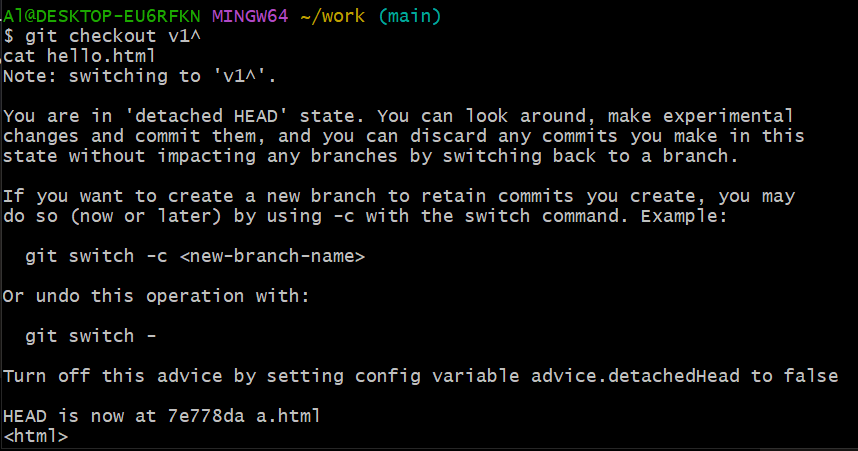 Al@DESKTOP-EU6RFKN MINGW64 ~/work (main)
$ git checkout v1^
cat hello.html
Note: switching to 'v1^'.
You are in 'detached HEAD' state. You can look around, make experimental
changes and commit them, and you can discard any commits you make in this
state without impacting any branches by switching back to a branch.
If you want to create a new branch to retain commits you create, you may
do so (now or later) by using -c with the switch command. Example:
git switch -c <new-branch-name>
Or undo this operation with:
git switch -
Turn off this advice by setting config variable advice.detachedHead to false
HEAD is now at 7e778da a.html
<html>